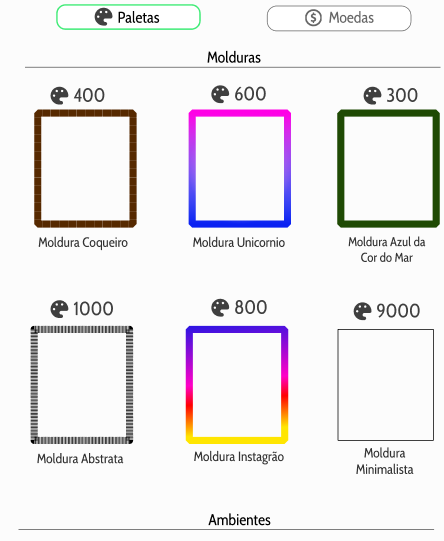 Paletas
Moedas
Molduras
400
600
300
Moldura Coqueiro
Moldura Unicornio
Moldura Azul da
Cor do Mar
1000
800
9000
Moldura Abstrata
Moldura Instagrão
Moldura
Minimalista
Ambientes